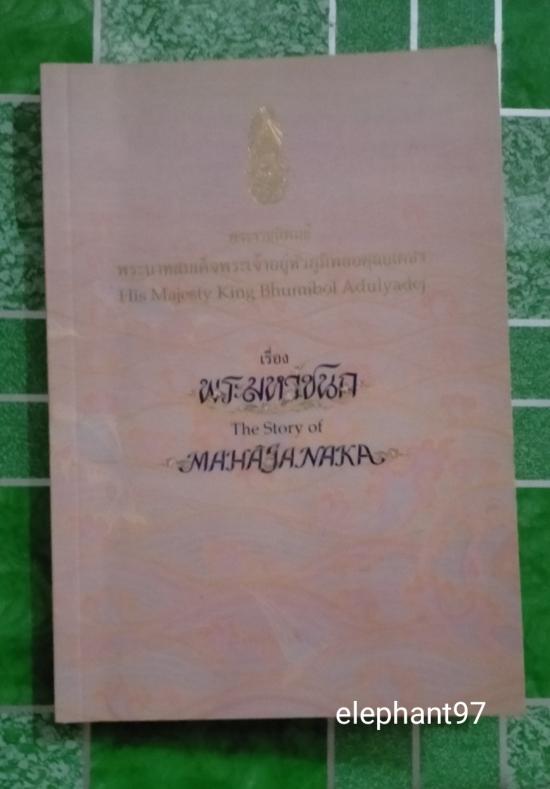 พระราชนิพนธ์
พระบาทสมเด็จพระเจ้าอยู่หัวภูมิพลอดุลยเดชฯ
His Majesty King Bhumibol Adulyadej
เรื่อง
พระมหาชนก
The Story of
MAHAJANAKA
elephant97